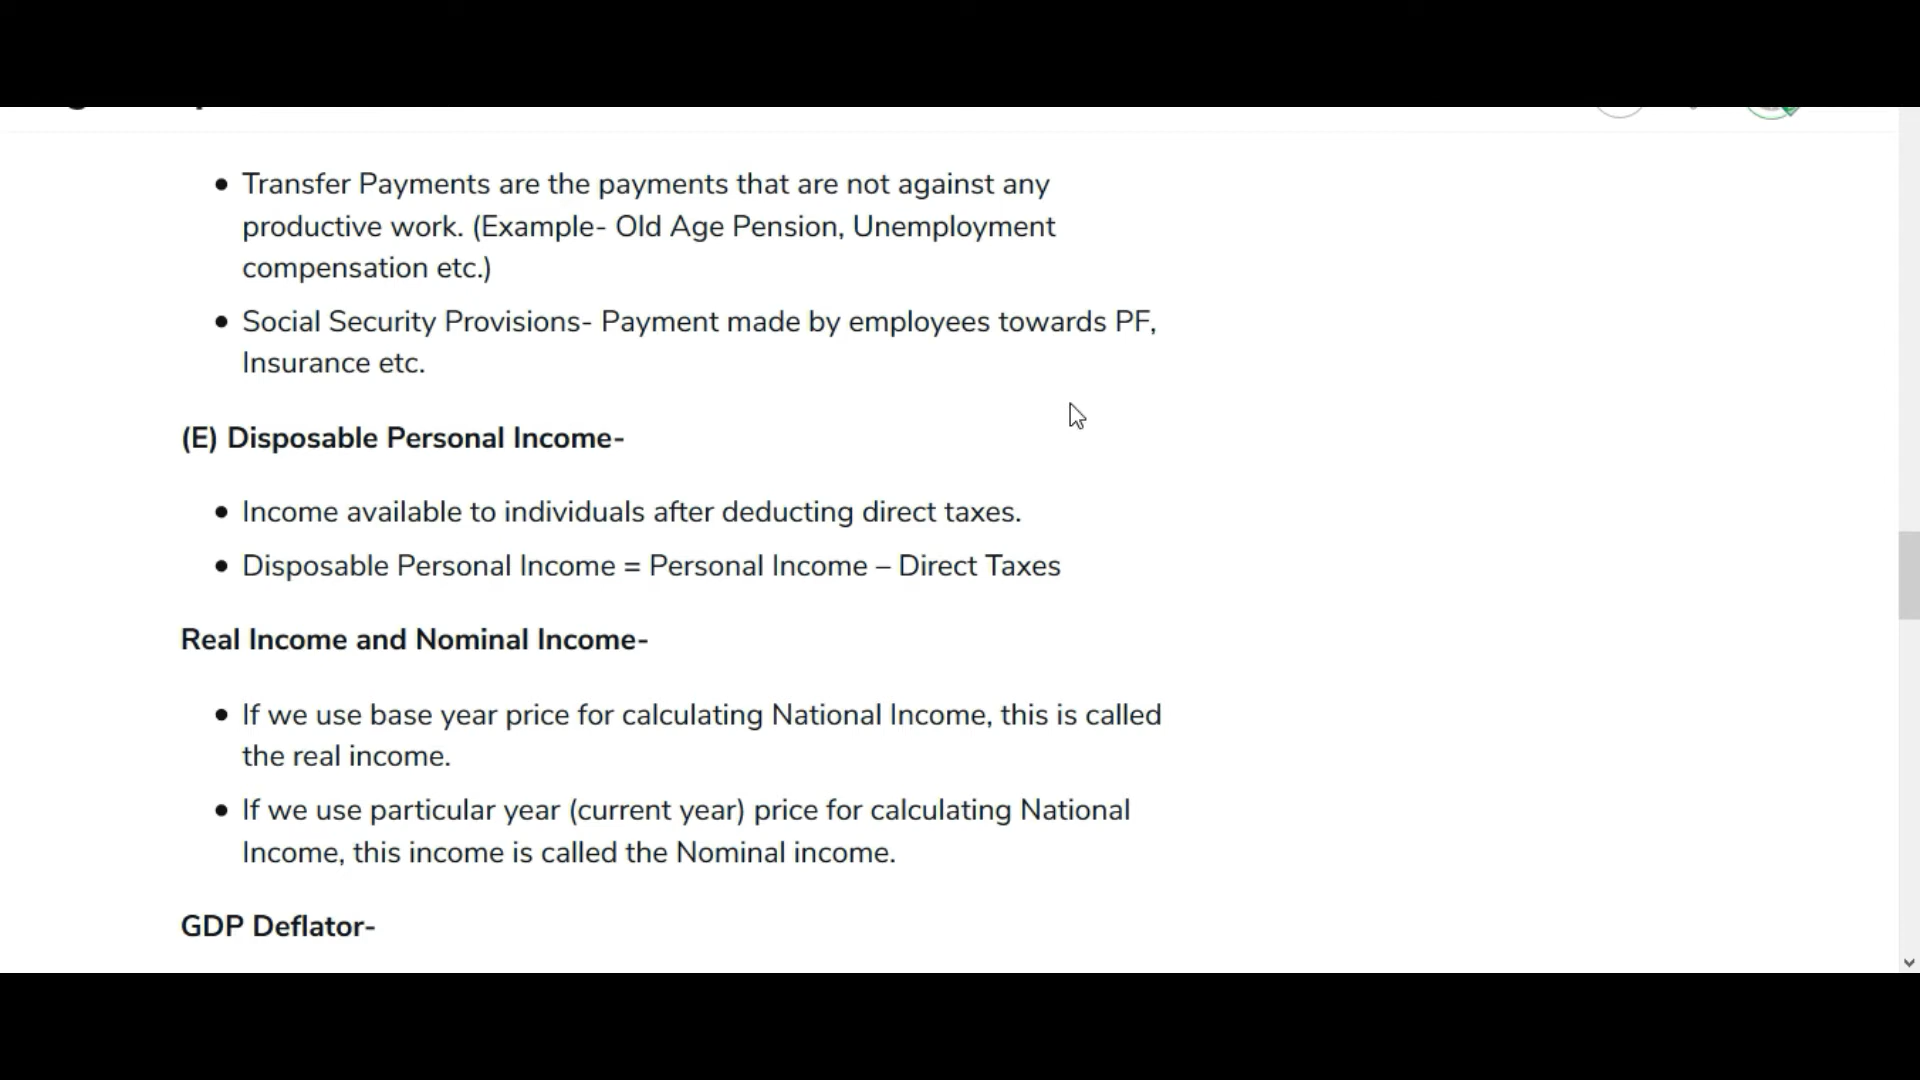 Transfer Payments are the payments that are not against any
productive work. (Example- Old Age Pension, Unemployment
compensation etc.)
Social Security Provisions- Payment made by employees towards PF,
Insurance etc.
(E) Disposable Personal Income-
Income available to individuals after deducting direct taxes.
Disposable Personal Income = Personal Income – Direct Taxes
Real Income and Nominal Income-
If we use base year price for calculating National Income, this is called
the real income.
If we use particular year (current year) price for calculating National
Income, this income is called the Nominal income.
GDP Deflator-